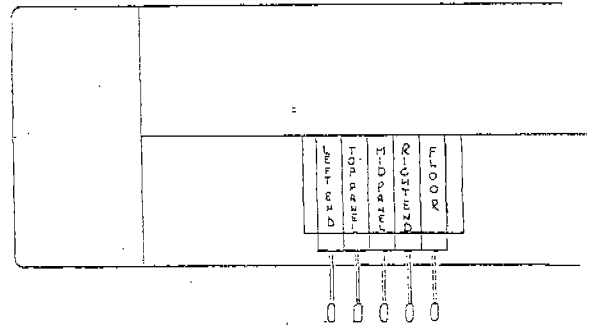 LEFT END
TOP PANEL
MID PANEL
RIGHT END
FLOOR